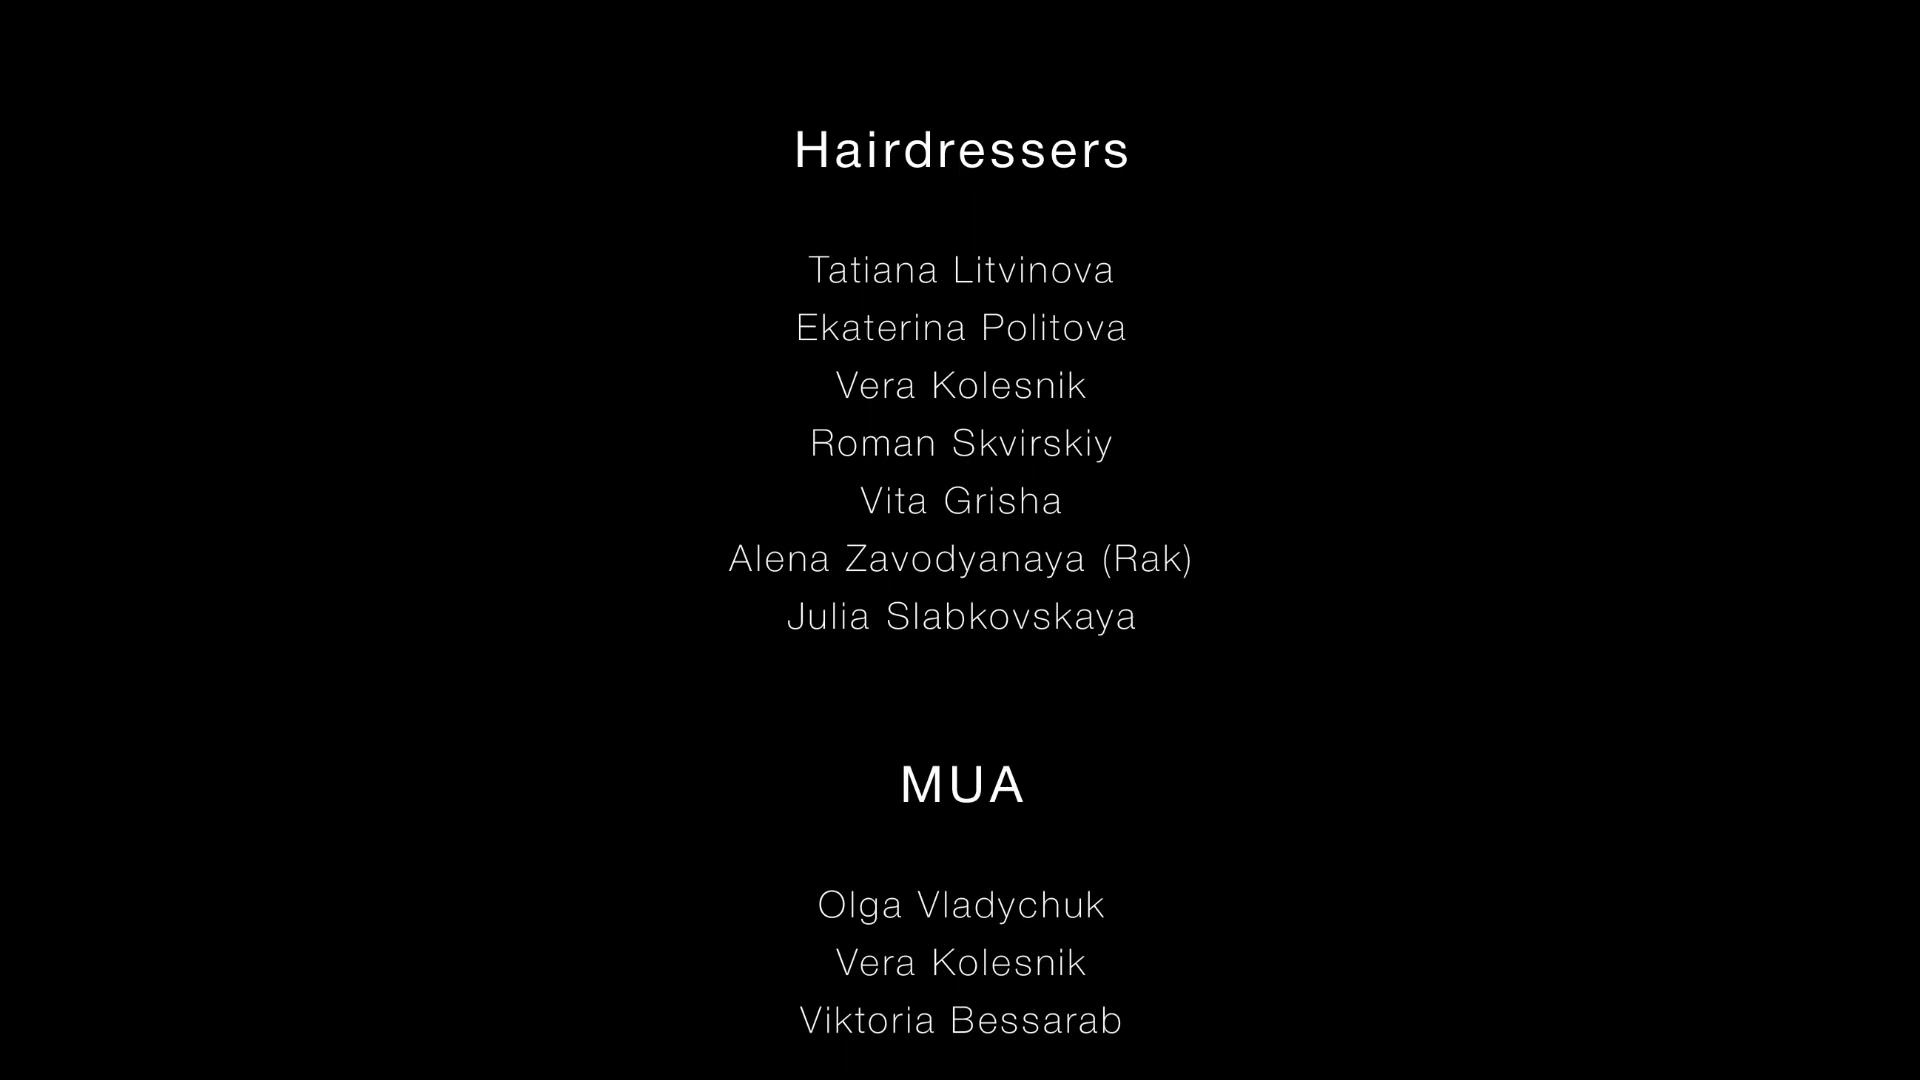 Hairdressers
Tatiana Litvinova
Ekaterina Politova
Vera Kolesnik
Roman Skvirskiy
Vita Grisha
Alena Zavodyanaya (Rak)
Julia Slabkovskaya
MUA
Olga Vladychuk
Vera Kolesnik
Viktoria Bessarab